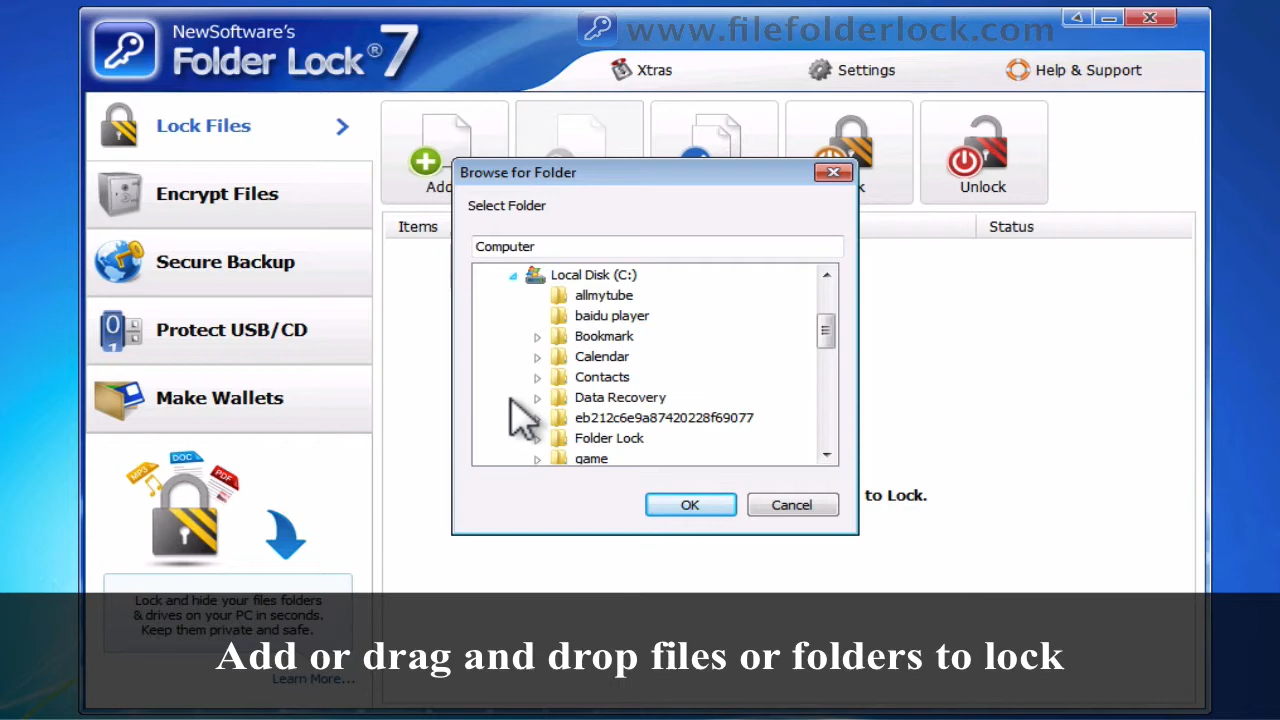 NewSoftware's
Folder Lock® 7
www.filefolderlock.com
Xtras
Settings
Help & Support
Lock Files
Encrypt Files
Secure Backup
Protect USB/CD
Make Wallets
Add
Unlock
Items
Status
Browse for Folder
Select Folder
Computer
Local Disk (C:)
allmytube
baidu player
Bookmark
Calendar
Contacts
Data Recovery
eb212c6e9a87420228f69077
Folder Lock
game
OK
Cancel
to Lock.
MP3
DOC
PDF
Lock and hide your files folders
& drives on your PC in seconds.
Keep them private and safe.
Learn More...
Add or drag and drop files or folders to lock